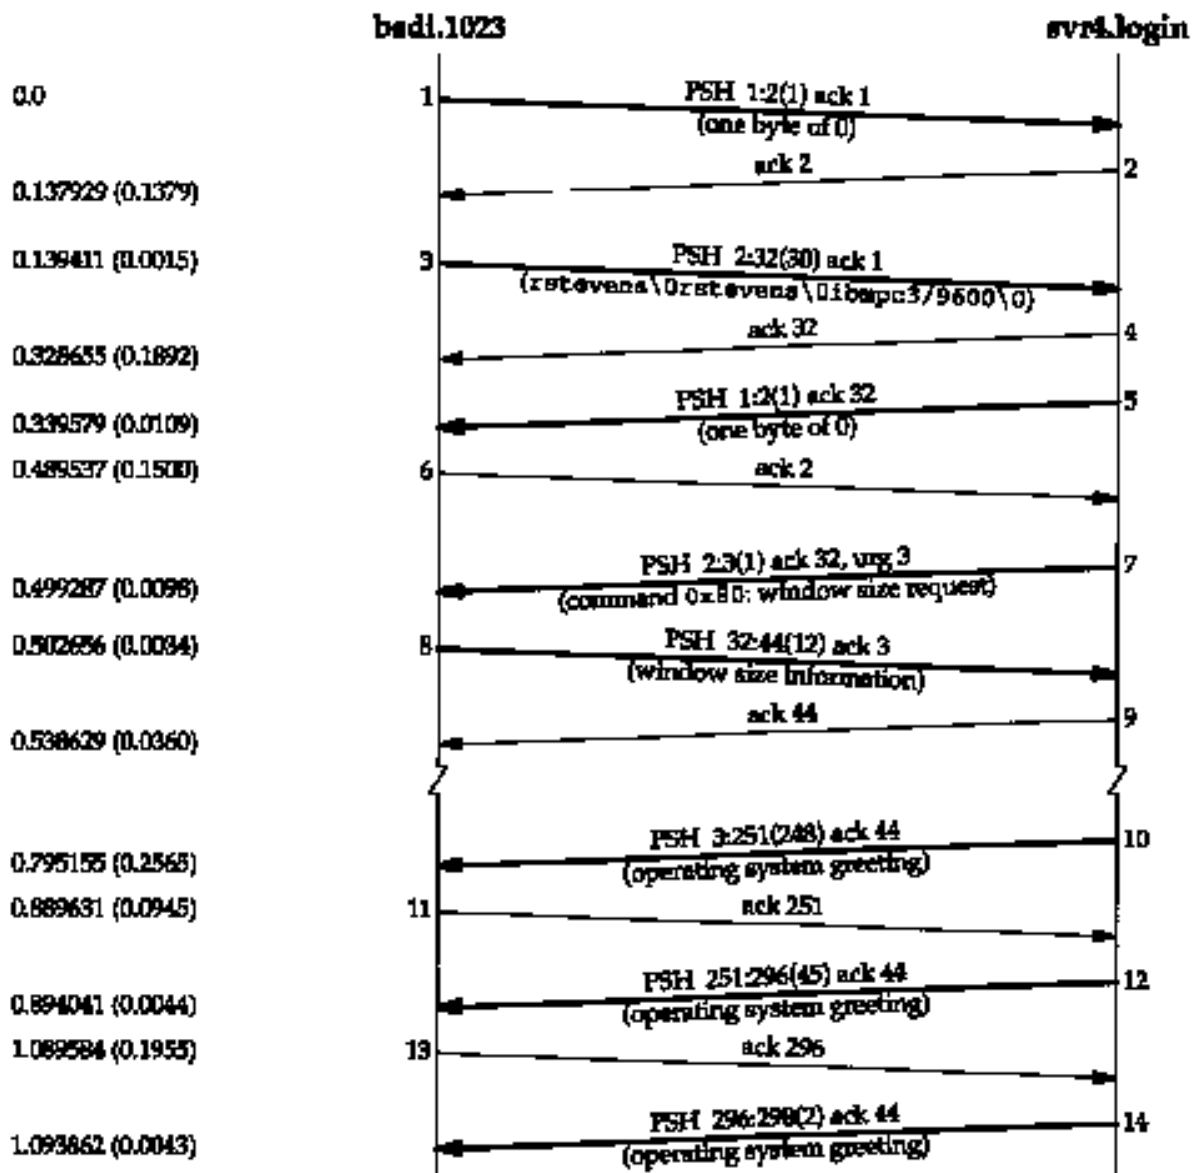 bsdi.1023 svr4.login
0.0 1 PSH 1:2(1) ack 1
(one byte of 0)
ack 2 2
0.137929 (0.1379)
0.139411 (0.0015) 3 PSH 2:32(30) ack 1
(rstevens\0rstevens\0ibmpc3/9600\0)
ack 32 4
0.328655 (0.1892)
PSH 1:2(1) ack 32 5
0.339579 (0.0109) (one byte of 0)
0.489537 (0.1500) 6 ack 2
PSH 2:3(1) ack 32, urg 3 7
0.499287 (0.0098) (command 0x80: window size request)
0.502656 (0.0034) 8 PSH 32:44(12) ack 3
(window size information)
ack 44 9
0.538629 (0.0360)
PSH 3:251(248) ack 44 10
0.795155 (0.2565) (operating system greeting)
0.889631 (0.0945) 11 ack 251
PSH 251:296(45) ack 44 12
0.894041 (0.0044) (operating system greeting)
1.089584 (0.1955) 13 ack 296
PSH 296:298(2) ack 44 14
1.093862 (0.0043) (operating system greeting)